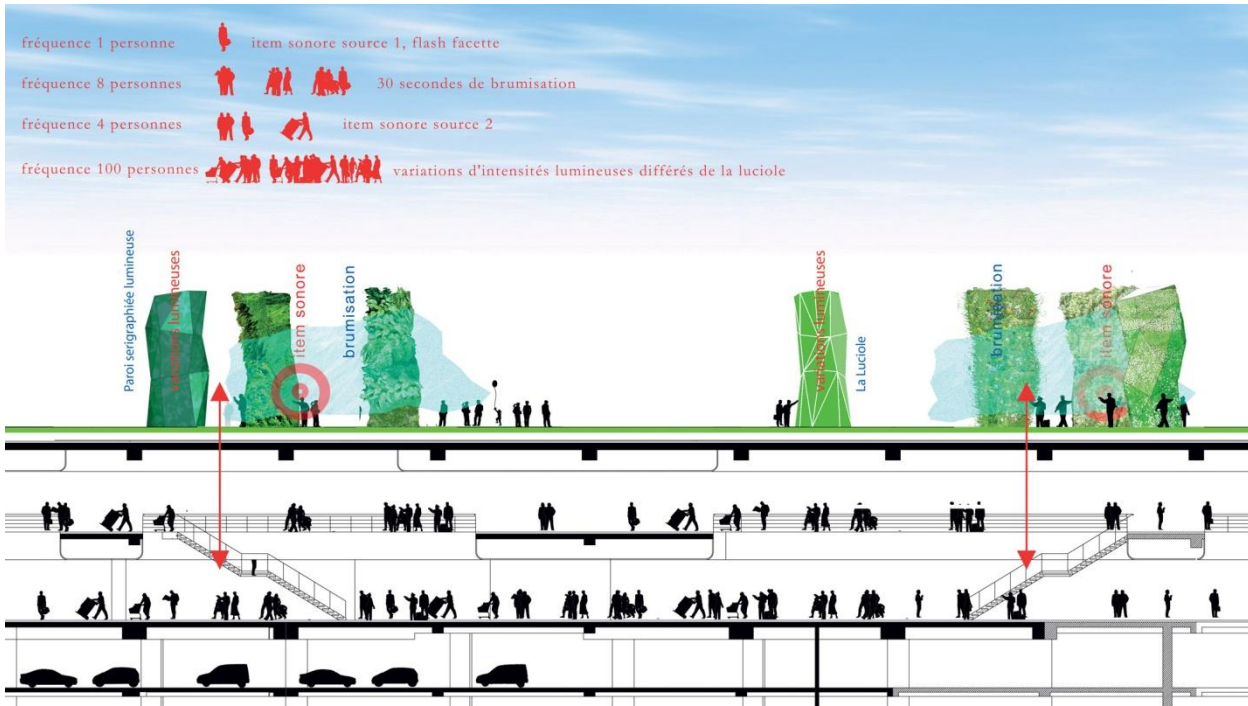 fréquence 1 personne item sonore source 1, flash facette
fréquence 8 personnes 30 secondes de brumisation
fréquence 4 personnes item sonore source 2
fréquence 100 personnes variations d'intensités lumineuses différés de la luciole
Paroi serigraphiée lumineuse
variations lumineuses
item sonore
brumisation
variations lumineuses
La Luciole
brumisation
item sonore